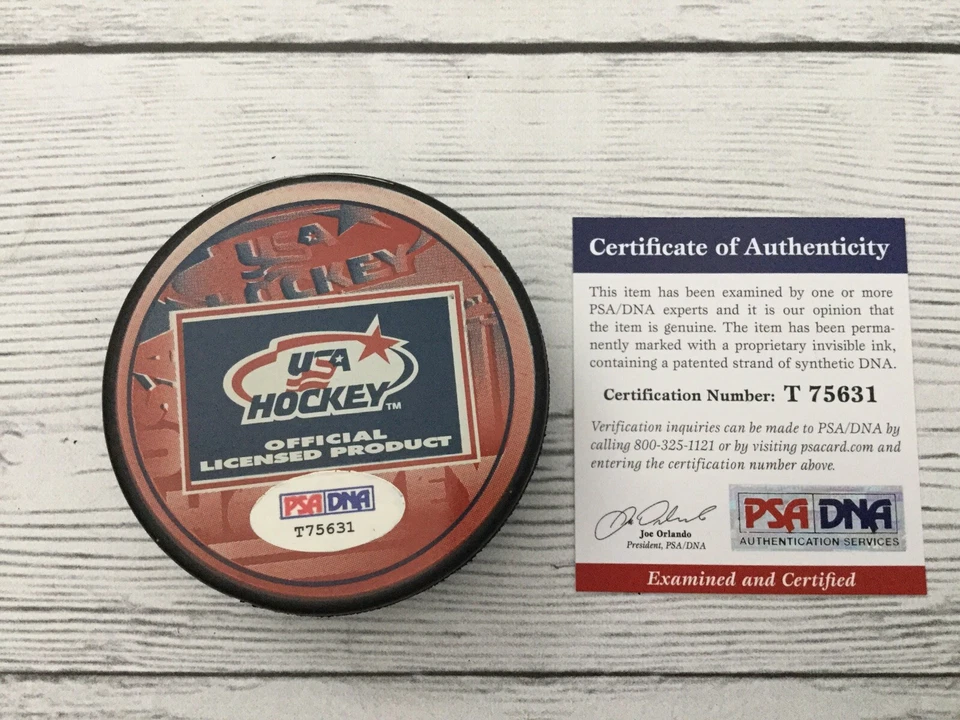 USA
HOCKEY
USA
HOCKEY™
OFFICIAL
LICENSED PRODUCT
PSA DNA
T75631
Certificate of Authenticity
This item has been examined by one or more
PSA/DNA experts and it is our opinion that
the item is genuine. The item has been perma-
nently marked with a proprietary invisible ink,
containing a patented strand of synthetic DNA.
Certification Number: T 75631
Verification inquiries can be made to PSA/DNA by
calling 800-325-1121 or by visiting psacard.com and
entering the certification number above.
Joe Orlando
President, PSA/DNA
PSA DNA
AUTHENTICATION SERVICES
Examined and Certified